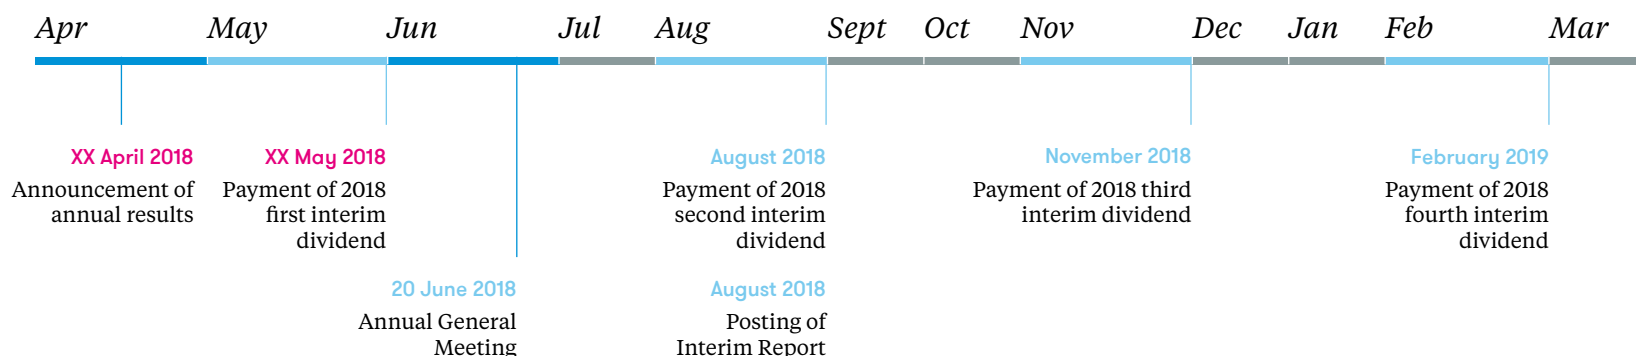 Apr May Jun Jul Aug Sept Oct Nov Dec Jan Feb Mar
XX April 2018
Announcement of
annual results
XX May 2018
Payment of 2018
first interim
dividend
20 June 2018
Annual General
Meeting
August 2018
Payment of 2018
second interim
dividend
August 2018
Posting of
Interim Report
November 2018
Payment of 2018 third
interim dividend
February 2019
Payment of 2018
fourth interim
dividend